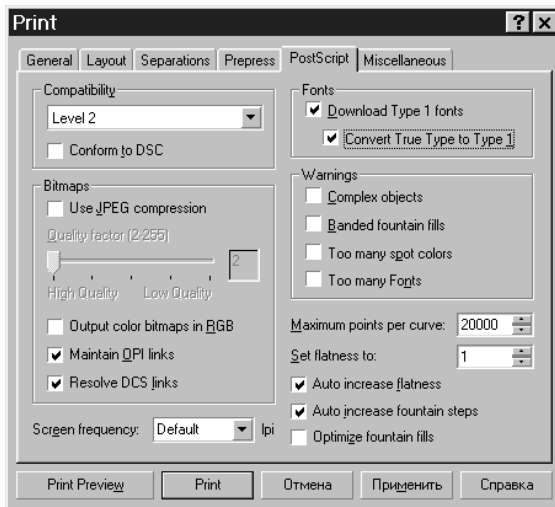 Print
General Layout Separations Prepress PostScript Miscellaneous
Compatibility
Level 2
Conform to DSC
Bitmaps
Use JPEG compression
Quality factor (2-255)
2
High Quality Low Quality
Output color bitmaps in RGB
Maintain OPI links
Resolve DCS links
Screen frequency: Default lpi
Fonts
Download Type 1 fonts
Convert True Type to Type 1
Warnings
Complex objects
Banded fountain fills
Too many spot colors
Too many Fonts
Maximum points per curve: 20000
Set flatness to: 1
Auto increase flatness
Auto increase fountain steps
Optimize fountain fills
Print Preview Print Отмена Применить Справка